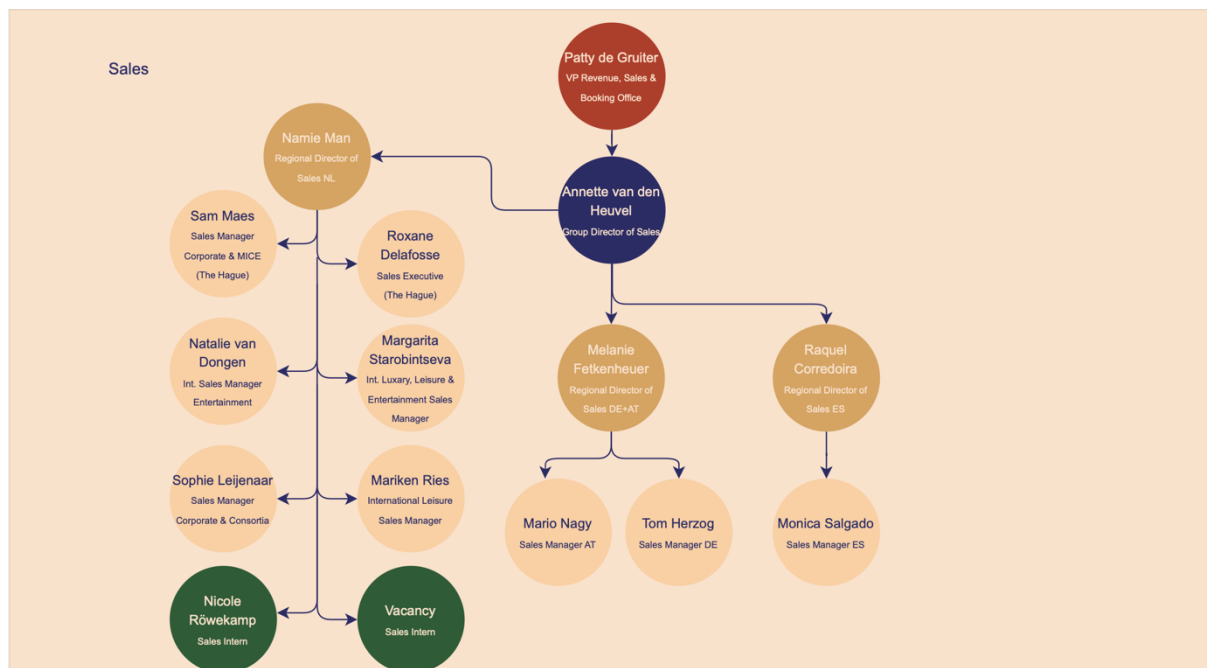 Sales
Patty de Gruiter
VP Revenue, Sales &
Booking Office
Namie Man
Regional Director of
Sales NL
Annette van den
Heuvel
Group Director of Sales
Sam Maes
Sales Manager
Corporate & MICE
(The Hague)
Roxane
Delafosse
Sales Executive
(The Hague)
Natalie van
Dongen
Int. Sales Manager
Entertainment
Margarita
Starobintseva
Int. Luxary, Leisure &
Entertainment Sales
Manager
Melanie
Fetkenheuer
Regional Director of
Sales DE+AT
Raquel
Corredoira
Regional Director of
Sales ES
Sophie Leijenaar
Sales Manager
Corporate & Consortia
Mariken Ries
International Leisure
Sales Manager
Mario Nagy
Sales Manager AT
Tom Herzog
Sales Manager DE
Monica Salgado
Sales Manager ES
Nicole
Röwekamp
Sales Intern
Vacancy
Sales Intern